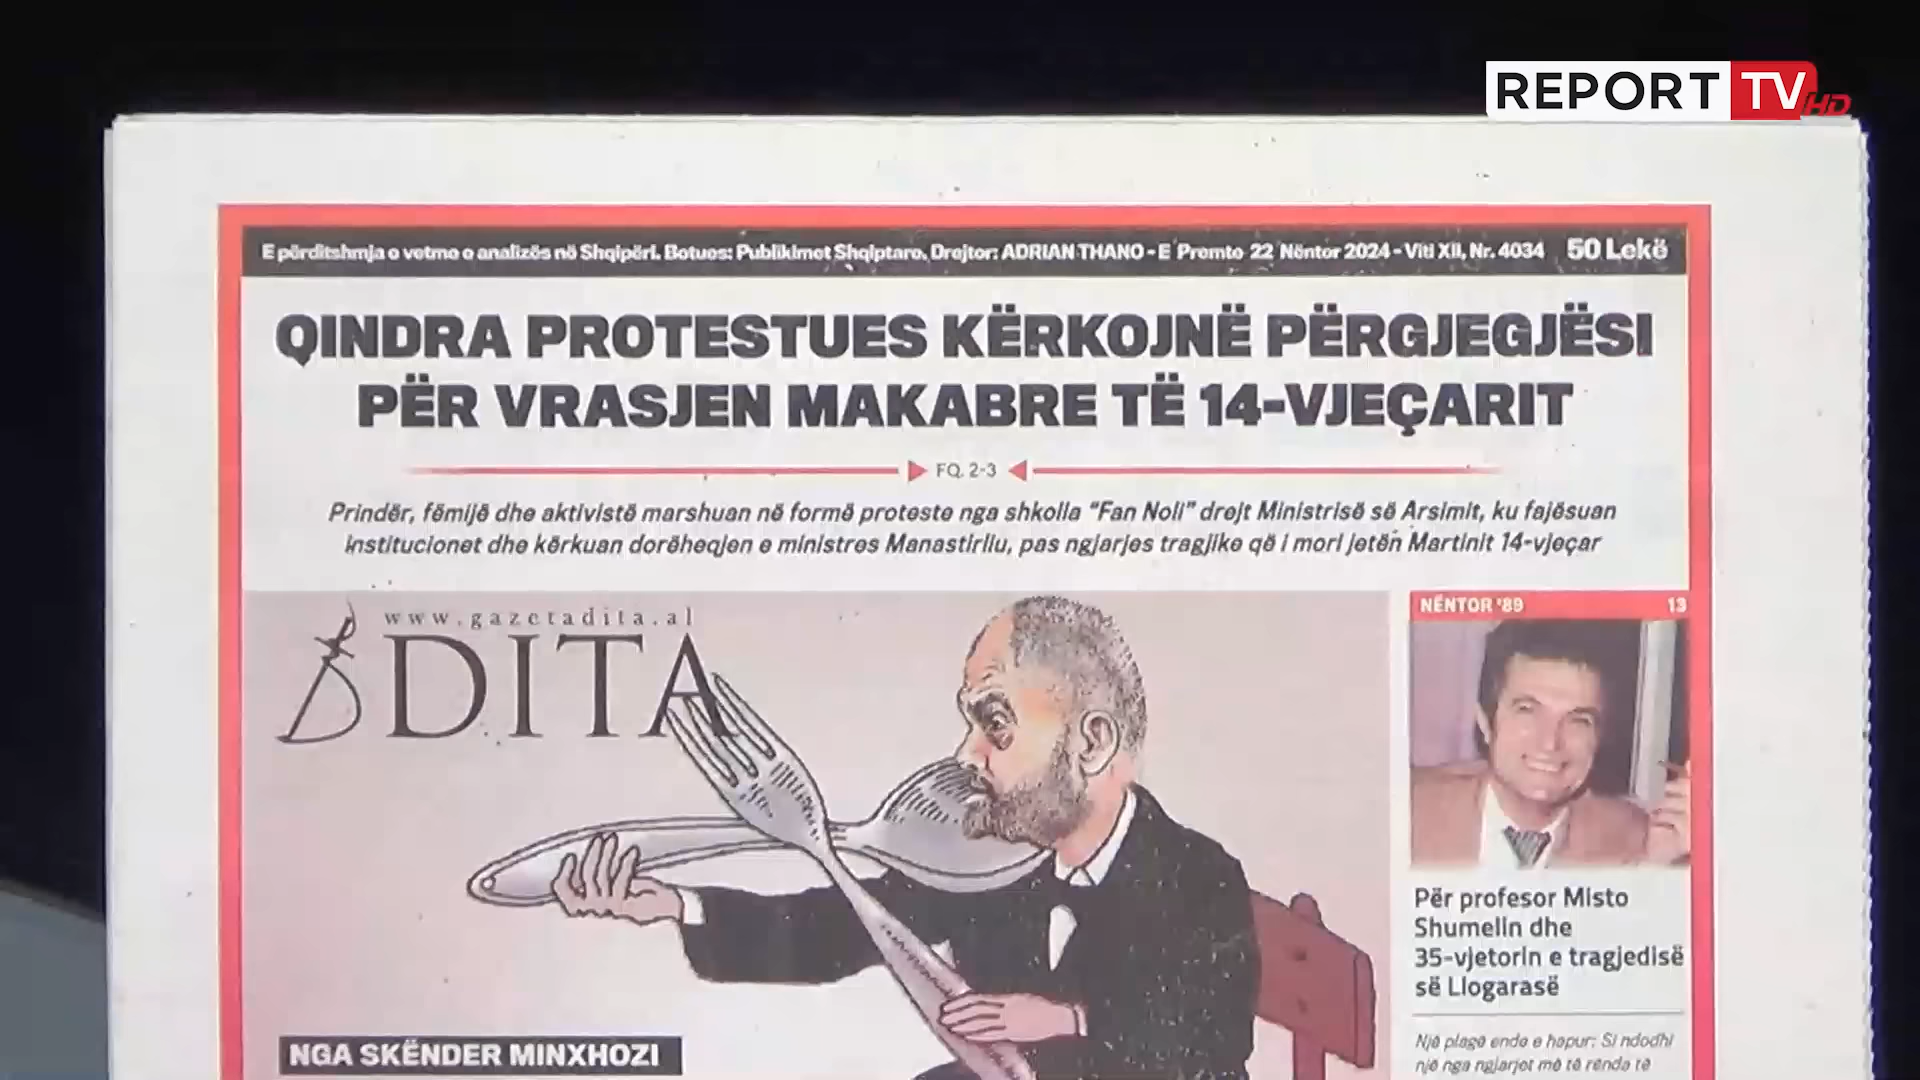 REPORT TV HD
E përditshmja e vetme e analizës në Shqipëri. Botues: Publikimet Shqiptare, Drejtor: ADRIAN THANO - E Premte 22 Nëntor 2024 - Viti XII, Nr. 4034 50 Lekë
QINDRA PROTESTUES KËRKOJNË PËRGJEGJËSI
PËR VRASJEN MAKABRE TË 14-VJEÇARIT
FQ. 2-3
Prindër, fëmijë dhe aktivistë marshuan në formë proteste nga shkolla "Fan Noli" drejt Ministrisë së Arsimit, ku fajësuan
institucionet dhe kërkuan dorëheqjen e ministres Manastirliu, pas ngjarjes tragjike që i mori jetën Martinit 14-vjeçar
www.gazetadita.al
DITA
NËNTOR '89 13
Për profesor Misto
Shumelin dhe
35-vjetorin e tragjedisë
së Llogarasë
Një plagë ende e hapur: Si ndodhi
një nga ngjarjet më të rënda të
NGA SKËNDER MINXHOZI